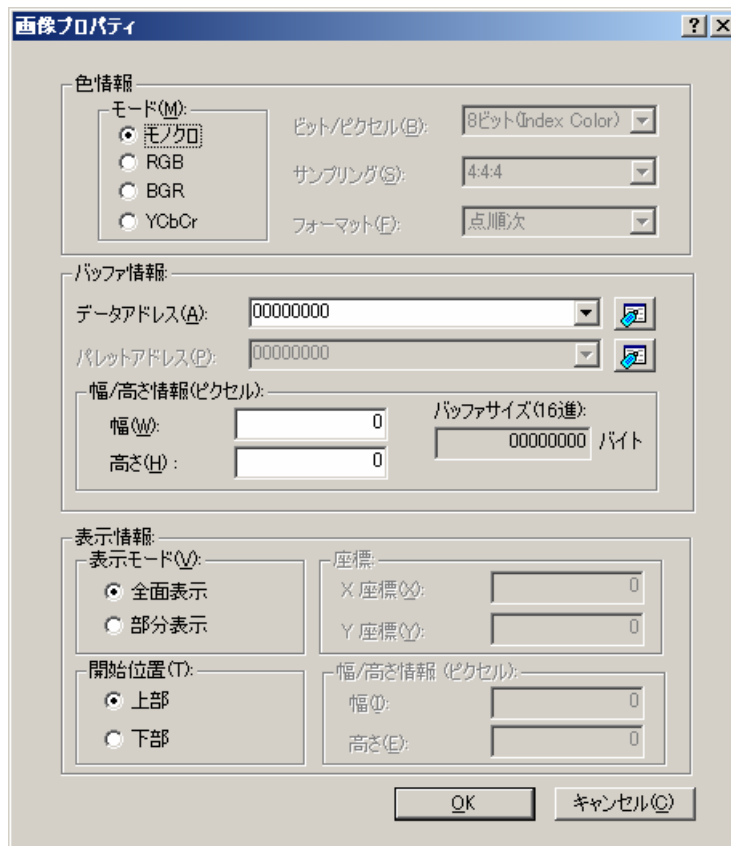 画像プロパティ
色情報
モード(M):
モノクロ
RGB
BGR
YCbCr
ビット/ピクセル(B):
8ビット(Index Color)
サンプリング(S):
4:4:4
フォーマット(F):
点順次
バッファ情報:
データアドレス(A):
00000000
パレットアドレス(P):
00000000
幅/高さ情報(ピクセル):
幅(W):
0
高さ(H) :
0
バッファサイズ(16進):
00000000 バイト
表示情報:
表示モード(V):
全面表示
部分表示
座標:
X 座標(X):
0
Y 座標(Y):
0
開始位置(T):
上部
下部
幅/高さ情報 (ピクセル):
幅(I):
0
高さ(E):
0
OK
キャンセル(C)